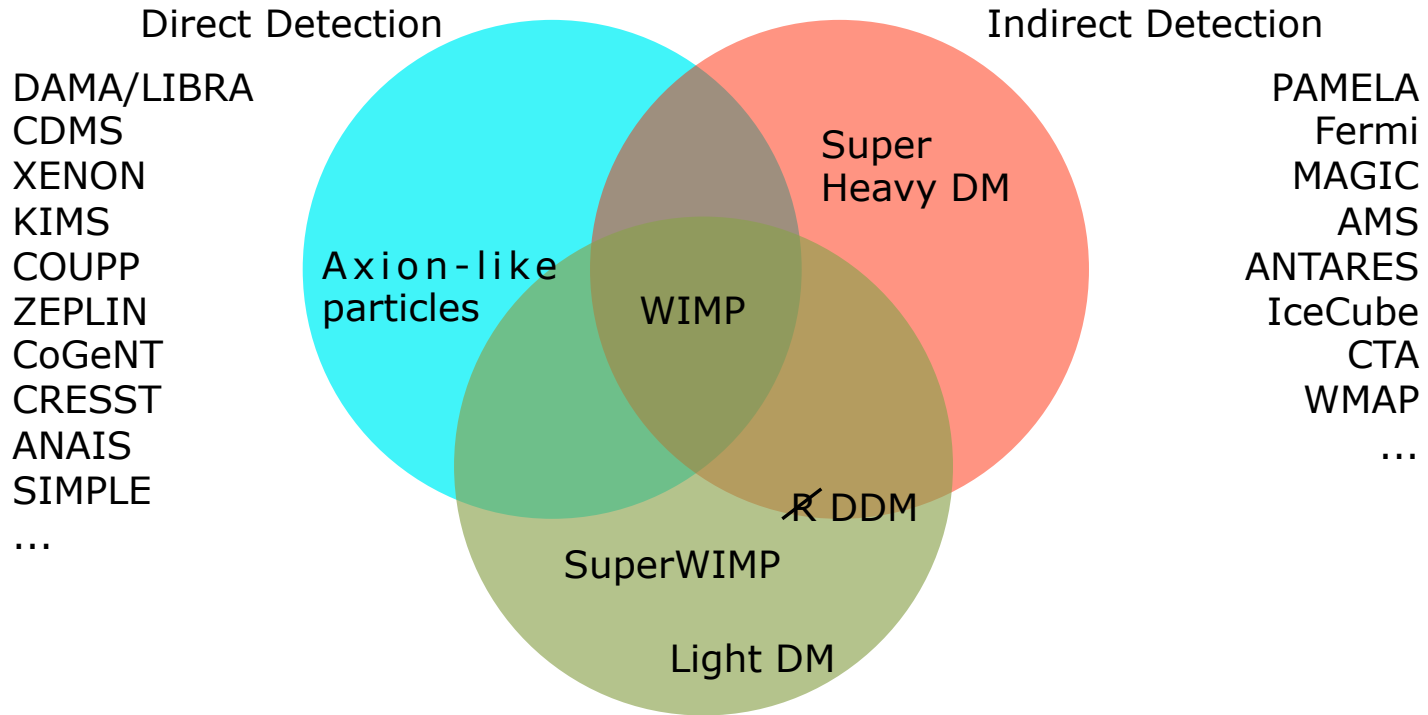 Direct Detection
Indirect Detection
DAMA/LIBRA
CDMS
XENON
KIMS
COUPP
ZEPLIN
CoGeNT
CRESST
ANAIS
SIMPLE
...
Super
Heavy DM
Axion-like
particles
WIMP
R̸ DDM
SuperWIMP
Light DM
PAMELA
Fermi
MAGIC
AMS
ANTARES
IceCube
CTA
WMAP
...